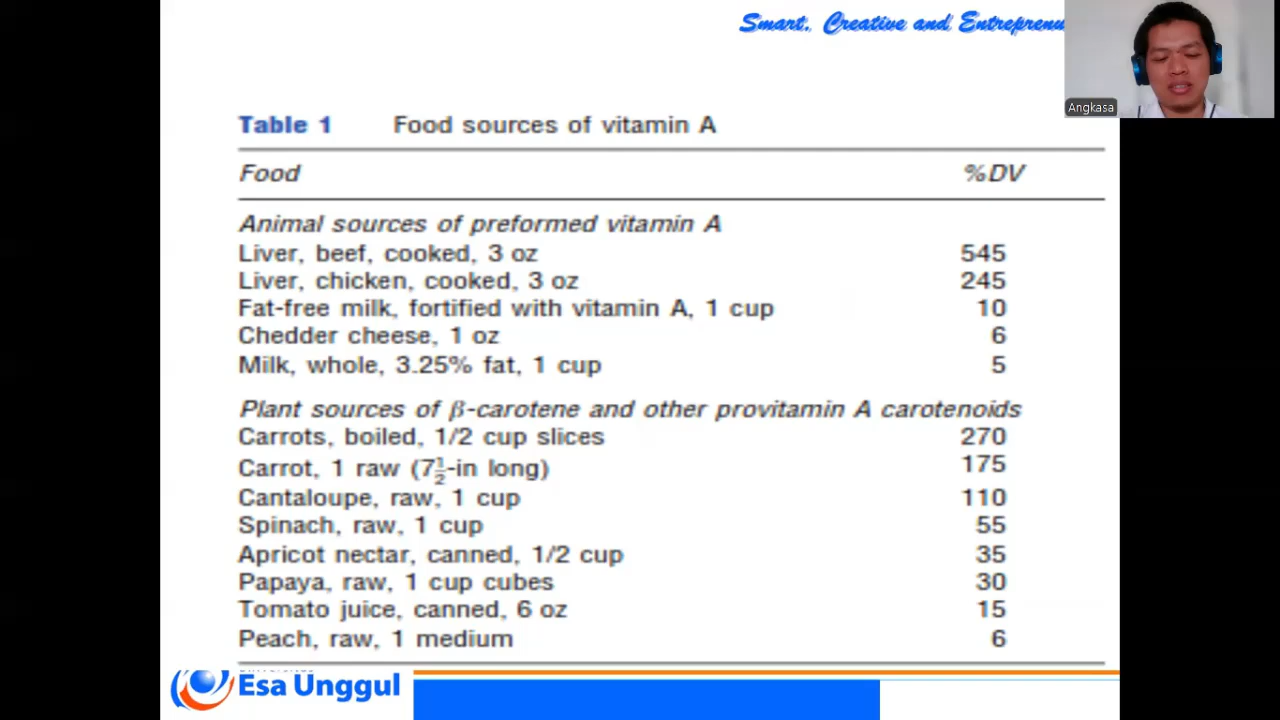 Smart, Creative and Entreprenu
Angkasa
Table 1 Food sources of vitamin A
Food %DV
Animal sources of preformed vitamin A
Liver, beef, cooked, 3 oz 545
Liver, chicken, cooked, 3 oz 245
Fat-free milk, fortified with vitamin A, 1 cup 10
Chedder cheese, 1 oz 6
Milk, whole, 3.25% fat, 1 cup 5
Plant sources of β-carotene and other provitamin A carotenoids
Carrots, boiled, 1/2 cup slices 270
Carrot, 1 raw (7½-in long) 175
Cantaloupe, raw, 1 cup 110
Spinach, raw, 1 cup 55
Apricot nectar, canned, 1/2 cup 35
Papaya, raw, 1 cup cubes 30
Tomato juice, canned, 6 oz 15
Peach, raw, 1 medium 6
Esa Unggul